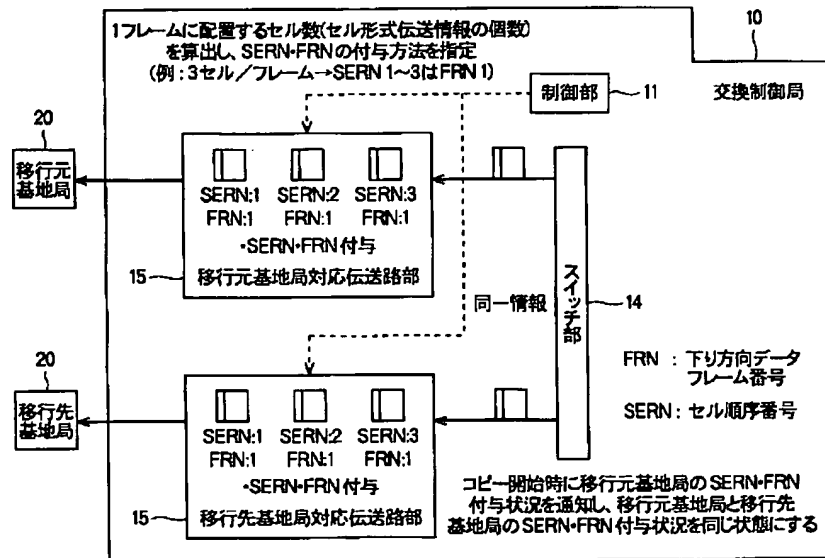 1フレームに配置するセル数(セル形式伝送情報の個数)
を算出し、SERN・FRNの付与方法を指定
(例:3セル/フレーム→SERN 1~3はFRN 1)
10
交換制御局
制御部
11
20
移行元
基地局
SERN:1 SERN:2 SERN:3
FRN:1 FRN:1 FRN:1
・SERN・FRN付与
15
移行元基地局対応伝送路部
同一情報
スイッチ部
14
20
移行先
基地局
SERN:1 SERN:2 SERN:3
FRN:1 FRN:1 FRN:1
・SERN・FRN付与
15
移行先基地局対応伝送路部
FRN : 下り方向データ
フレーム番号
SERN : セル順序番号
コピー開始時に移行元基地局のSERN・FRN
付与状況を通知し、移行元基地局と移行先
基地局のSERN・FRN付与状況を同じ状態にする